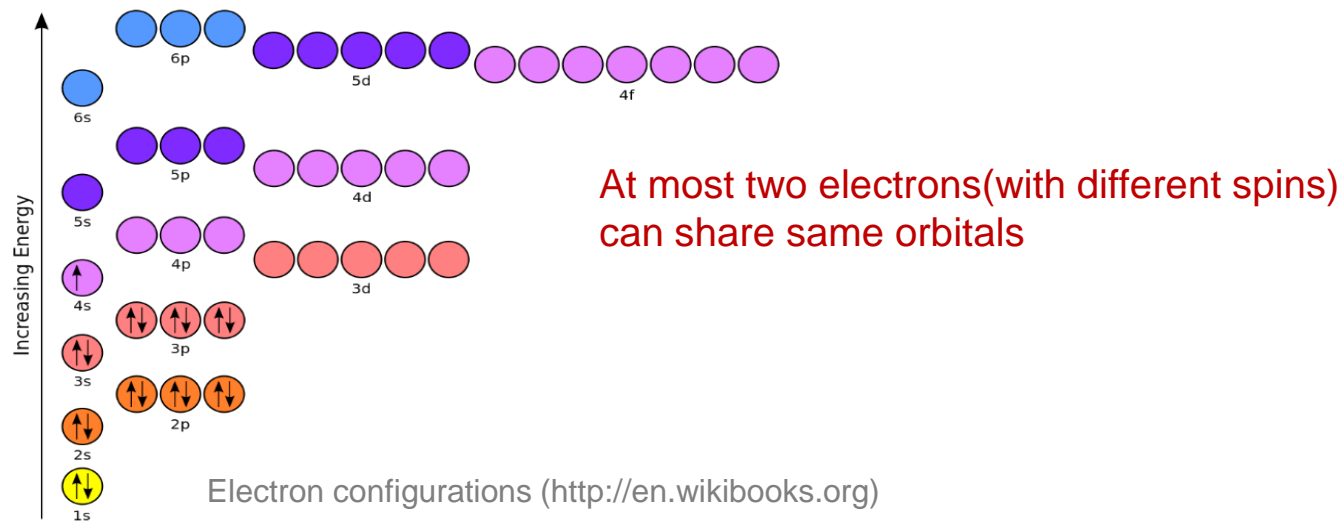 6p
5d
4f
6s
5p
4d
5s
4p
3d
4s
3p
3s
2p
2s
1s
Increasing Energy
At most two electrons(with different spins)
can share same orbitals
Electron configurations (http://en.wikibooks.org)